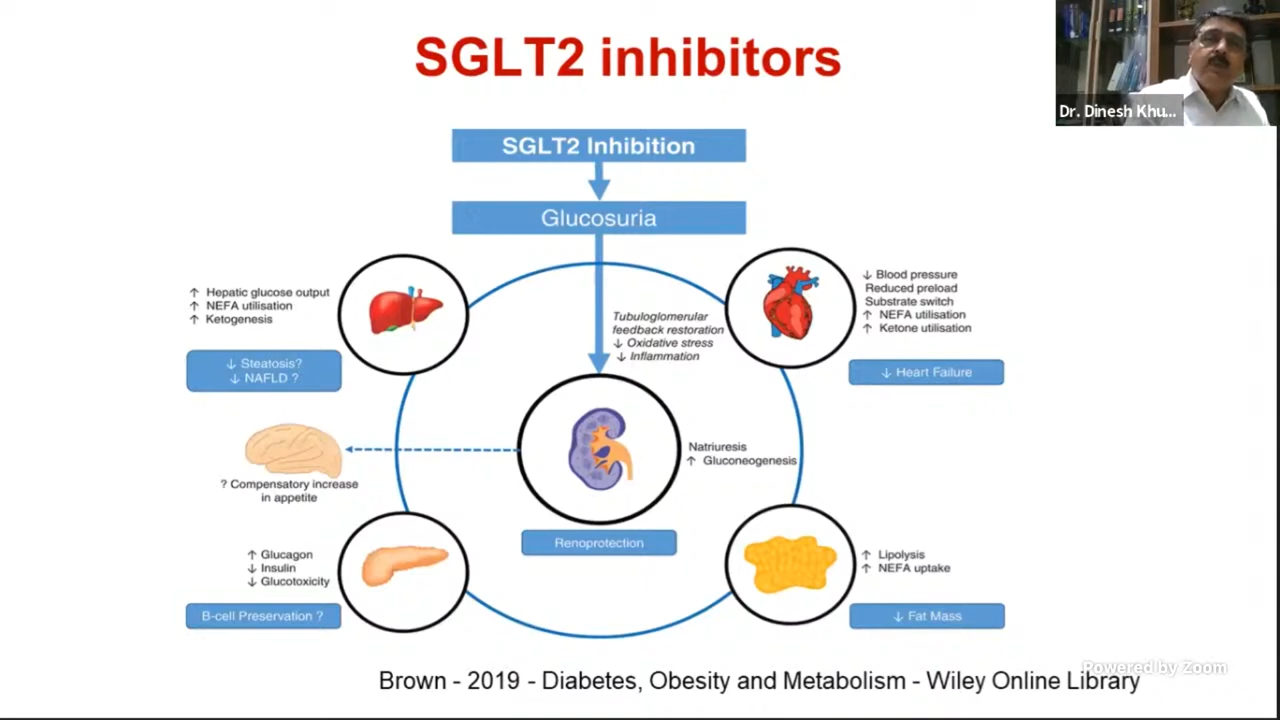 SGLT2 inhibitors
Dr. Dinesh Khu...
SGLT2 Inhibition
Glucosuria
↑ Hepatic glucose output
↑ NEFA utilisation
↑ Ketogenesis
↓ Steatosis?
↓ NAFLD ?
Tubuloglomerular
feedback restoration
↓ Oxidative stress
↓ Inflammation
↓ Blood pressure
Reduced preload
Substrate switch
↑ NEFA utilisation
↑ Ketone utilisation
↓ Heart Failure
? Compensatory increase
in appetite
Natriuresis
↑ Gluconeogenesis
Renoprotection
↑ Glucagon
↓ Insulin
↓ Glucotoxicity
B-cell Preservation ?
↑ Lipolysis
↑ NEFA uptake
↓ Fat Mass
Powered by Zoom
Brown - 2019 - Diabetes, Obesity and Metabolism - Wiley Online Library